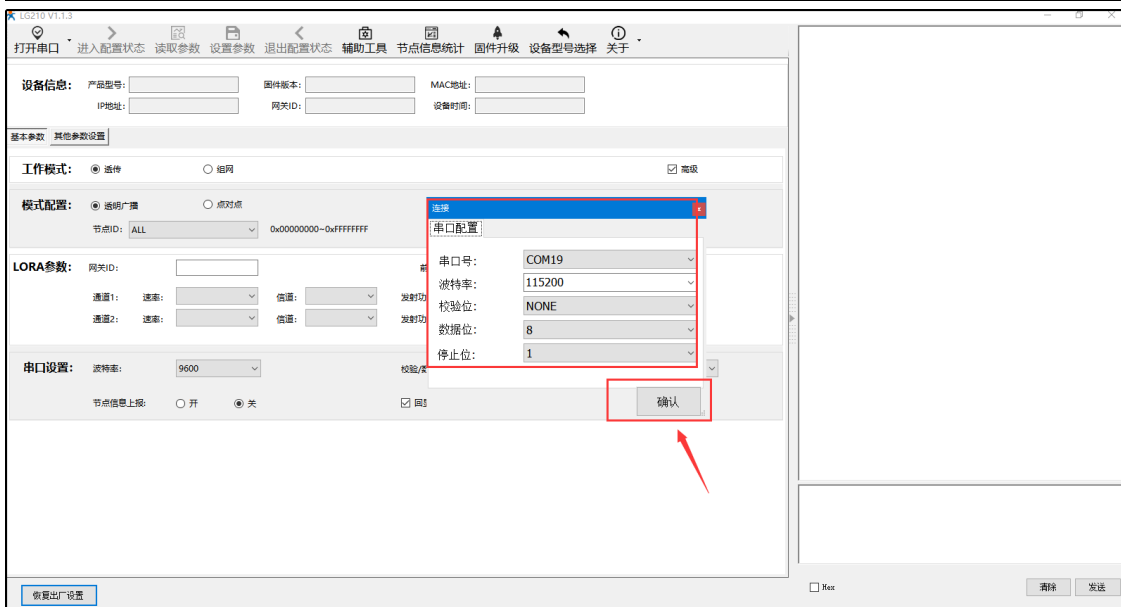 LG210 V1.1.3
打开串口 进入配置状态 读取参数 设置参数 退出配置状态 辅助工具 节点信息统计 固件升级 设备型号选择 关于
设备信息: 产品型号: 固件版本: MAC地址:
IP地址: 网关ID: 设备时间:
基本参数 其他参数设置
工作模式: 透传 组网 高级
模式配置: 透明广播 点对点
节点ID: ALL 0x00000000~0xFFFFFFFF
LORA参数: 网关ID: 前
通道1: 速率: 信道: 发射功
通道2: 速率: 信道: 发射功
串口设置: 波特率: 9600 校验/数
节点信息上报: 开 关
连接
串口配置
串口号: COM19
波特率: 115200
校验位: NONE
数据位: 8
停止位: 1
确认
恢复出厂设置
Hex 清除 发送